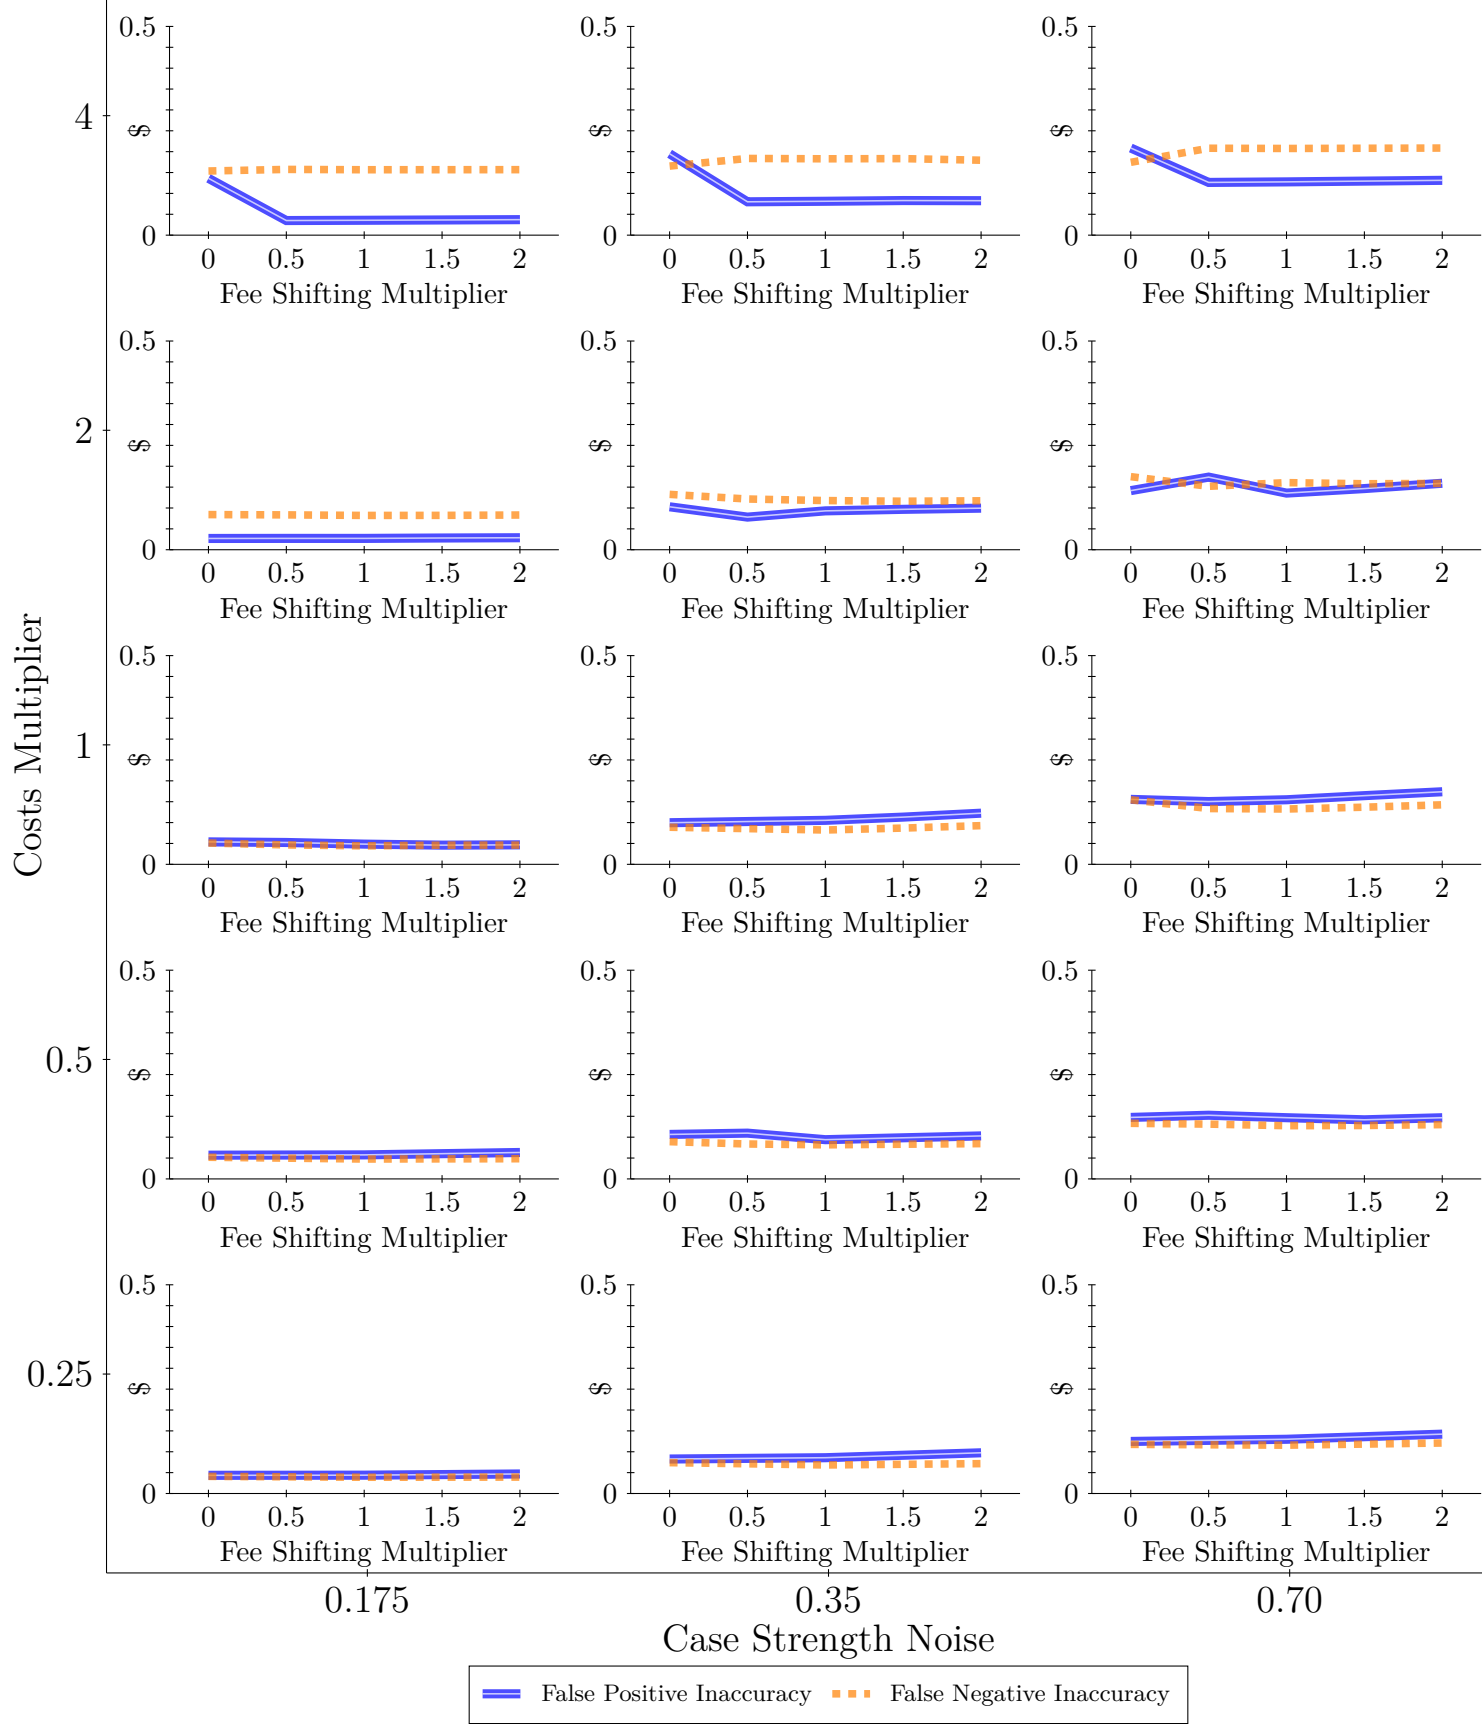 Costs Multiplier
4
0.5
$
0
0 0.5 1 1.5 2
Fee Shifting Multiplier
0.5
$
0
0 0.5 1 1.5 2
Fee Shifting Multiplier
0.5
$
0
0 0.5 1 1.5 2
Fee Shifting Multiplier
2
0.5
$
0
0 0.5 1 1.5 2
Fee Shifting Multiplier
0.5
$
0
0 0.5 1 1.5 2
Fee Shifting Multiplier
0.5
$
0
0 0.5 1 1.5 2
Fee Shifting Multiplier
1
0.5
$
0
0 0.5 1 1.5 2
Fee Shifting Multiplier
0.5
$
0
0 0.5 1 1.5 2
Fee Shifting Multiplier
0.5
$
0
0 0.5 1 1.5 2
Fee Shifting Multiplier
0.5
0.5
$
0
0 0.5 1 1.5 2
Fee Shifting Multiplier
0.5
$
0
0 0.5 1 1.5 2
Fee Shifting Multiplier
0.5
$
0
0 0.5 1 1.5 2
Fee Shifting Multiplier
0.25
0.5
$
0
0 0.5 1 1.5 2
Fee Shifting Multiplier
0.5
$
0
0 0.5 1 1.5 2
Fee Shifting Multiplier
0.5
$
0
0 0.5 1 1.5 2
Fee Shifting Multiplier
0.175 0.35 0.70
Case Strength Noise
False Positive Inaccuracy False Negative Inaccuracy